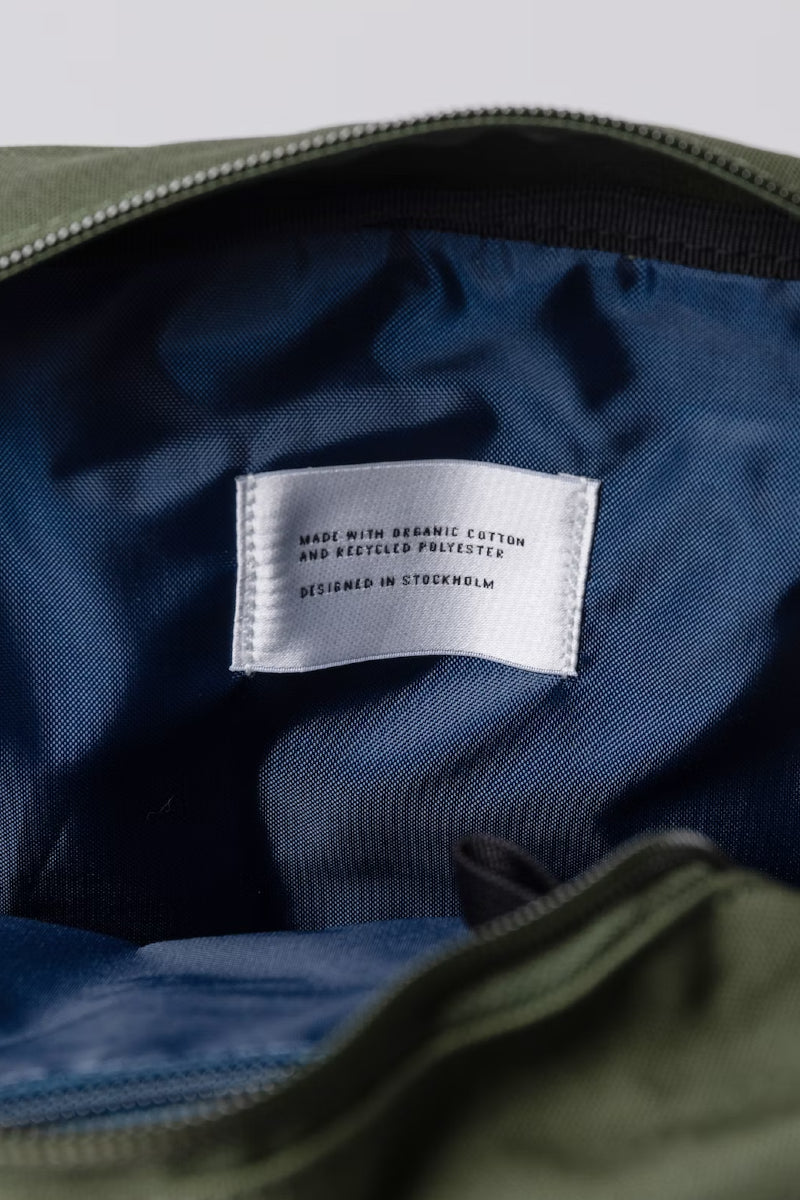 MADE WITH ORGANIC COTTON
AND RECYCLED POLYESTER
DESIGNED IN STOCKHOLM